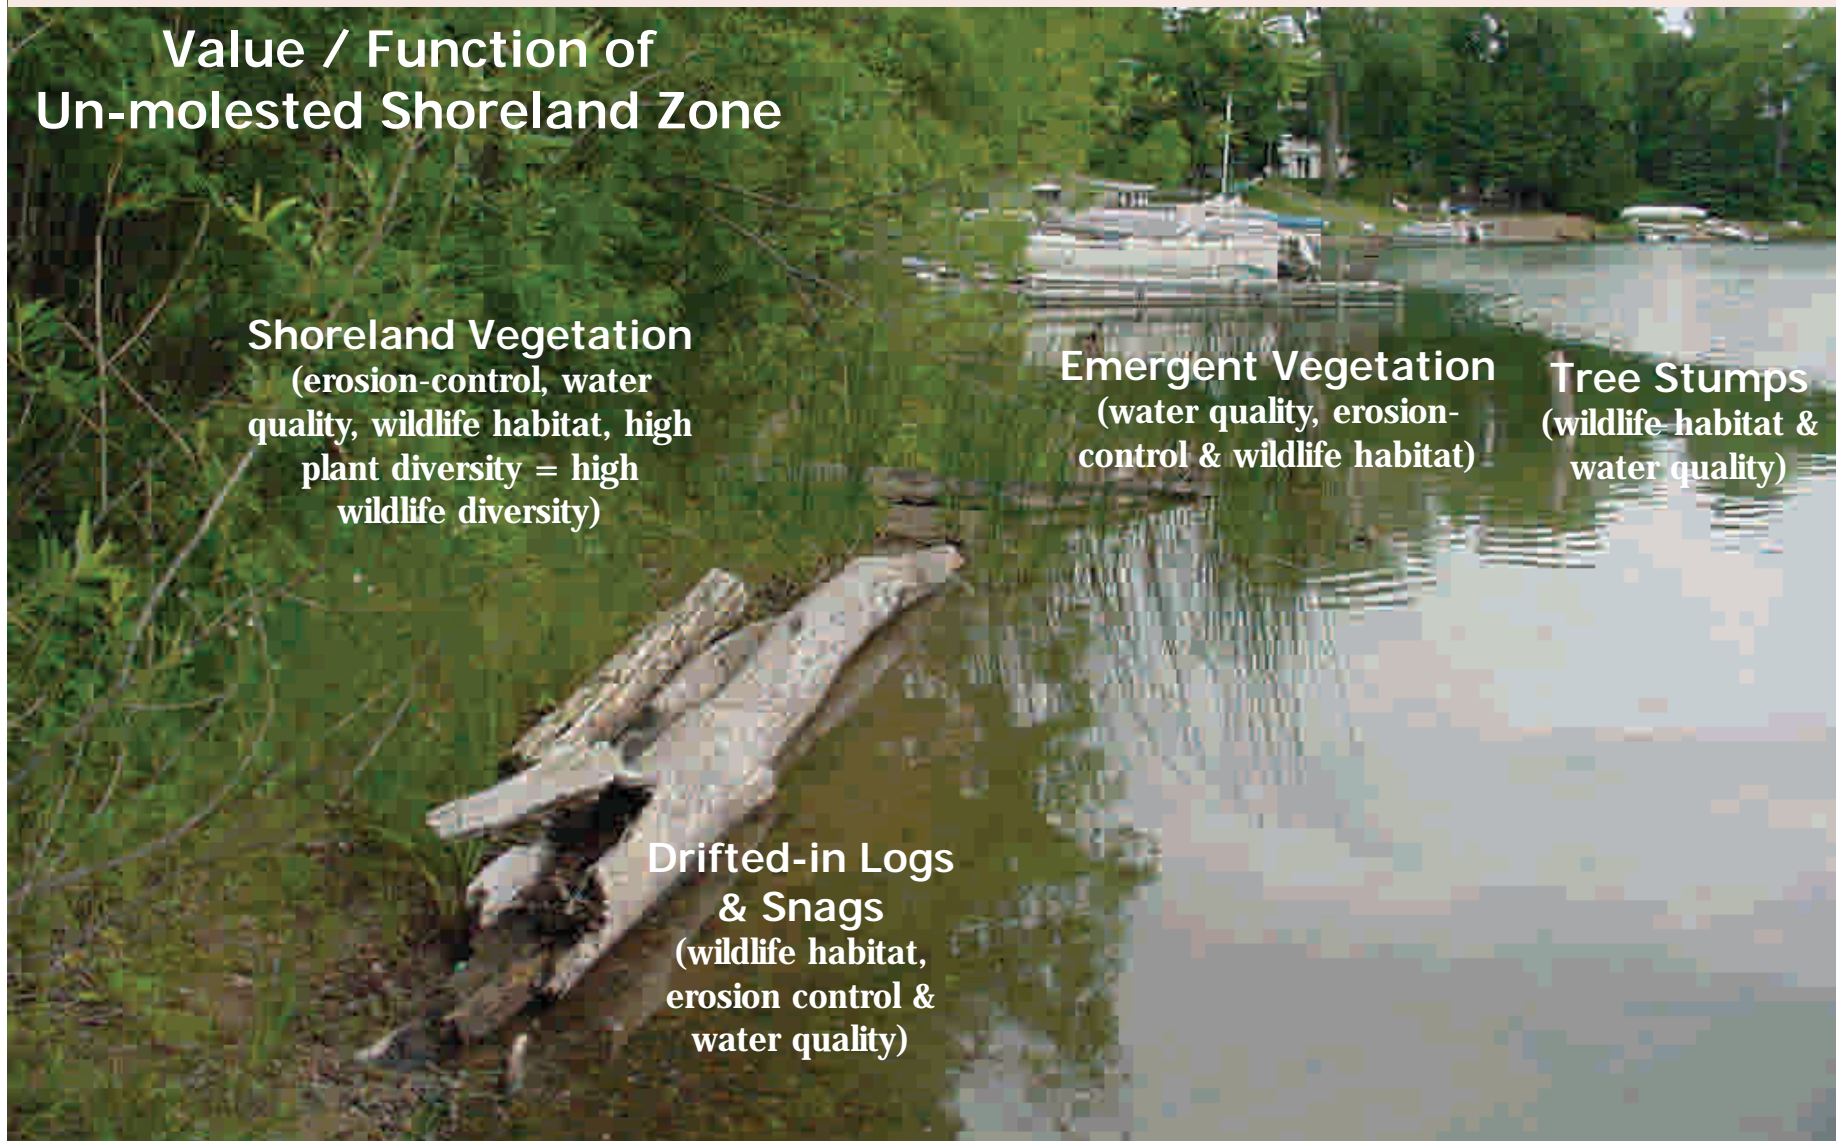 Value / Function of
Un-molested Shoreland Zone
Shoreland Vegetation
(erosion-control, water
quality, wildlife habitat, high
plant diversity = high
wildlife diversity)
Emergent Vegetation
(water quality, erosion-
control & wildlife habitat)
Tree Stumps
(wildlife habitat &
water quality)
Drifted-in Logs
& Snags
(wildlife habitat,
erosion control &
water quality)